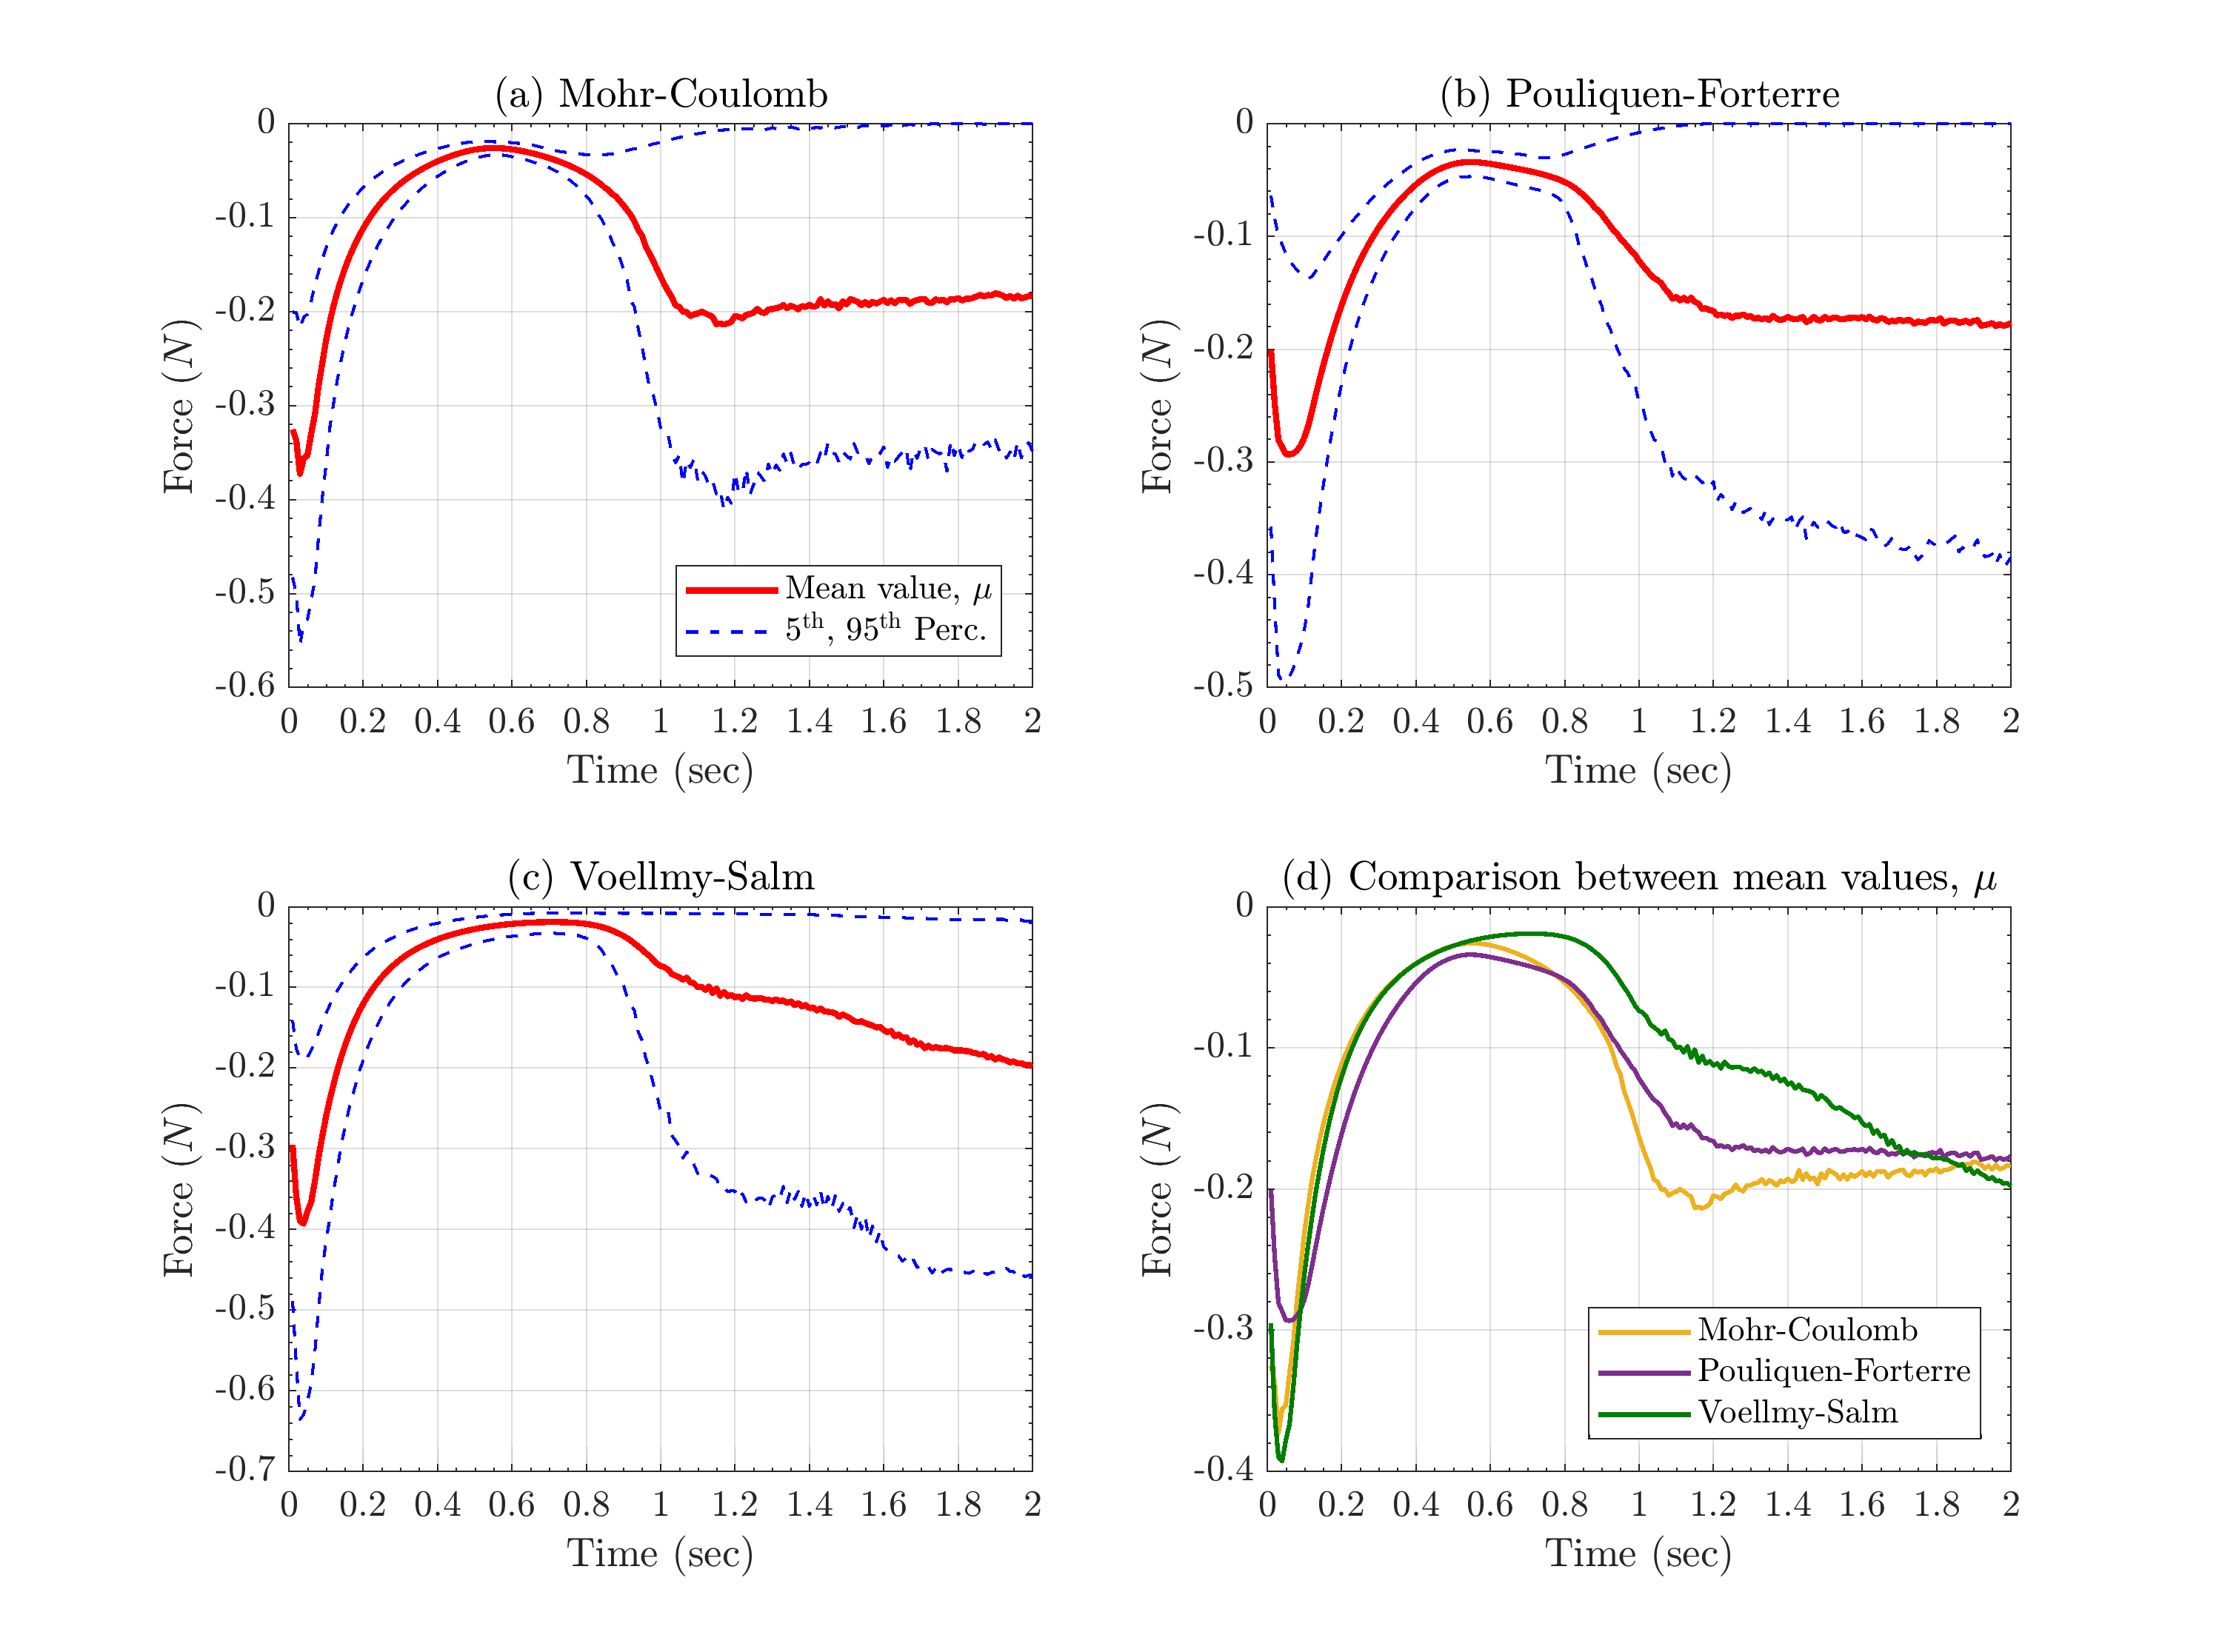 (a) Mohr-Coulomb
0
-0.1
-0.2
-0.3
-0.4
-0.5
-0.6
Force (N)
0 0.2 0.4 0.6 0.8 1 1.2 1.4 1.6 1.8 2
Time (sec)
Mean value, μ
5th, 95th Perc.
(b) Pouliquen-Forterre
0
-0.1
-0.2
-0.3
-0.4
-0.5
Force (N)
0 0.2 0.4 0.6 0.8 1 1.2 1.4 1.6 1.8 2
Time (sec)
(c) Voellmy-Salm
0
-0.1
-0.2
-0.3
-0.4
-0.5
-0.6
-0.7
Force (N)
0 0.2 0.4 0.6 0.8 1 1.2 1.4 1.6 1.8 2
Time (sec)
(d) Comparison between mean values, μ
0
-0.1
-0.2
-0.3
-0.4
Force (N)
0 0.2 0.4 0.6 0.8 1 1.2 1.4 1.6 1.8 2
Time (sec)
Mohr-Coulomb
Pouliquen-Forterre
Voellmy-Salm